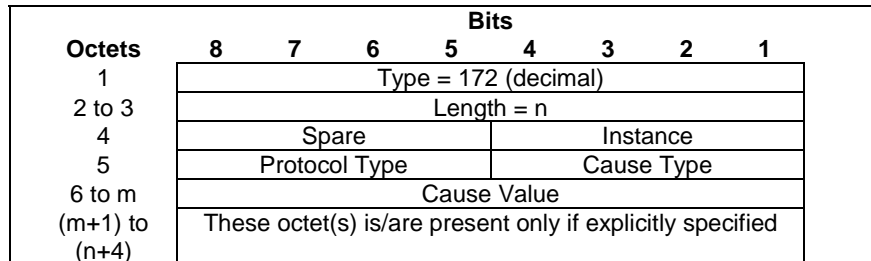 Bits
Octets 8 7 6 5 4 3 2 1
1 Type = 172 (decimal)
2 to 3 Length = n
4 Spare Instance
5 Protocol Type Cause Type
6 to m Cause Value
(m+1) to These octet(s) is/are present only if explicitly specified
(n+4)